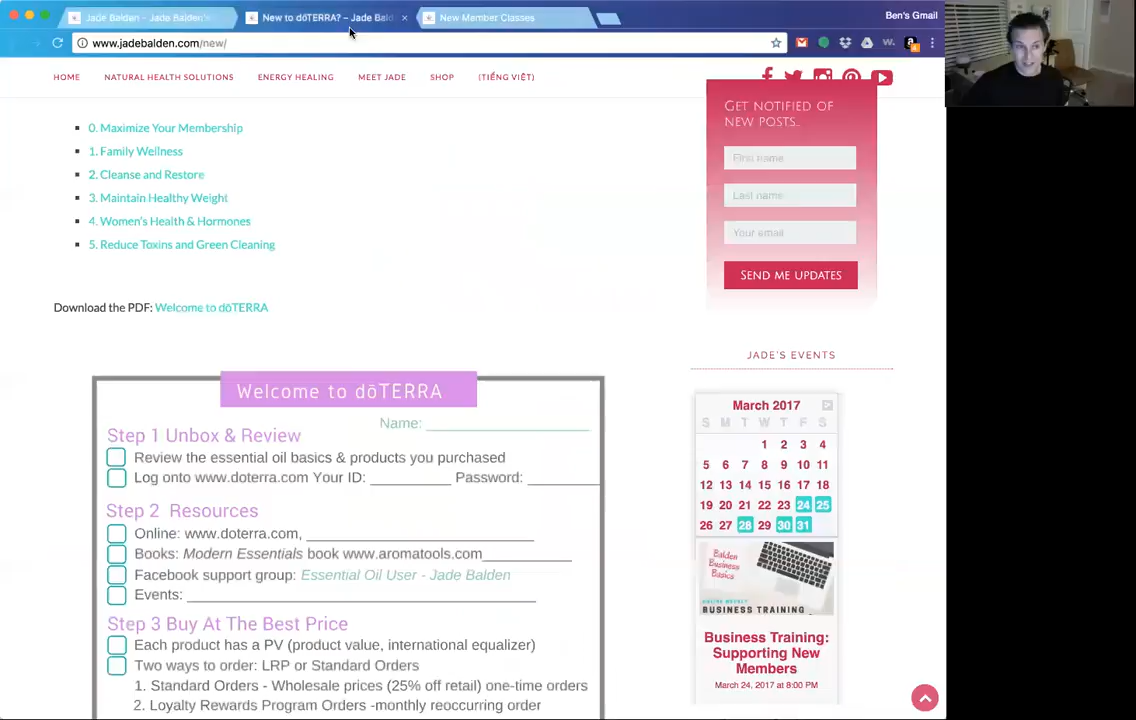 Jade Balden – Jade Balden's
New to dōTERRA? – Jade Bald
New Member Classes
Ben's Gmail
www.jadebalden.com/new/
HOME
NATURAL HEALTH SOLUTIONS
ENERGY HEALING
MEET JADE
SHOP
(TIẾNG VIỆT)
0. Maximize Your Membership
1. Family Wellness
2. Cleanse and Restore
3. Maintain Healthy Weight
4. Women's Health & Hormones
5. Reduce Toxins and Green Cleaning
Download the PDF: Welcome to dōTERRA
Welcome to dōTERRA
Name:
Step 1 Unbox & Review
Review the essential oil basics & products you purchased
Log onto www.doterra.com Your ID: ________ Password: ________
Step 2 Resources
Online: www.doterra.com, ________
Books: Modern Essentials book www.aromatools.com________
Facebook support group: Essential Oil User - Jade Balden
Events: ________
Step 3 Buy At The Best Price
Each product has a PV (product value, international equalizer)
Two ways to order: LRP or Standard Orders
1. Standard Orders - Wholesale prices (25% off retail) one-time orders
2. Loyalty Rewards Program Orders -monthly reoccurring order
GET NOTIFIED OF
NEW POSTS..
First name
Last name
Your email
SEND ME UPDATES
JADE'S EVENTS
March 2017
S M T W T F S
1 2 3 4
5 6 7 8 9 10 11
12 13 14 15 16 17 18
19 20 21 22 23 24 25
26 27 28 29 30 31
Balden
Business
Basics
BUSINESS TRAINING
Business Training:
Supporting New
Members
March 24, 2017 at 8:00 PM